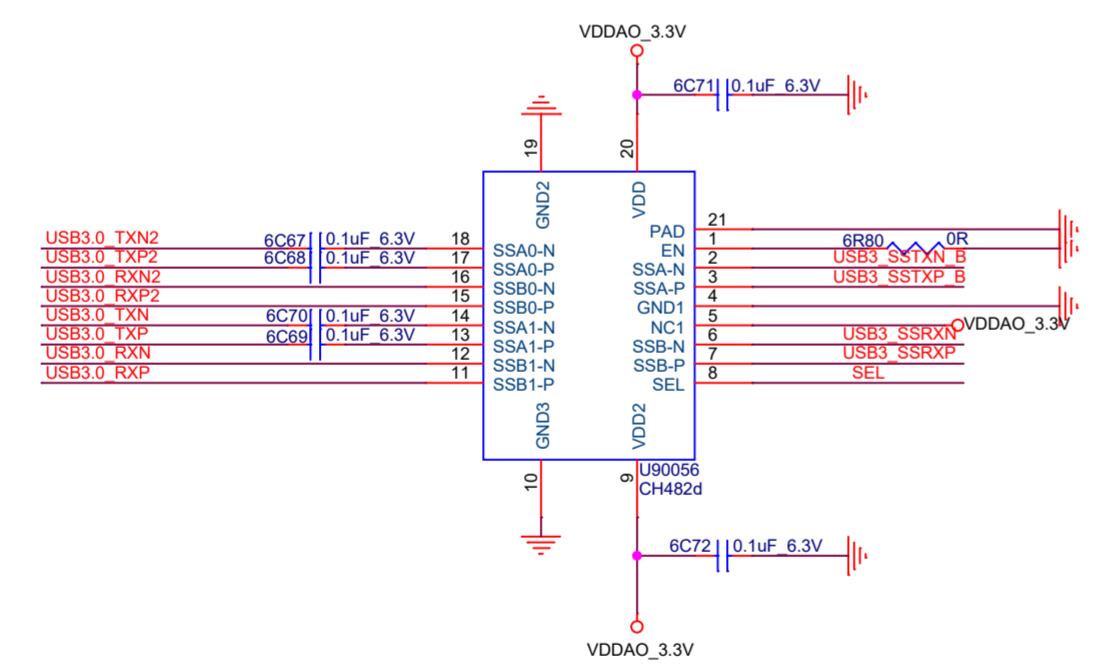 VDDAO_3.3V
6C71 0.1uF_6.3V
19
20
GND2
VDD
21
PAD
USB3.0_TXN2
6C67 0.1uF_6.3V
18
SSA0-N
1
EN
6R80
0R
USB3.0_TXP2
6C68 0.1uF_6.3V
17
SSA0-P
2
SSA-N
USB3_SSTXN_B
USB3.0_RXN2
16
SSB0-N
3
SSA-P
USB3_SSTXP_B
USB3.0_RXP2
15
SSB0-P
4
GND1
USB3.0_TXN
6C70 0.1uF_6.3V
14
SSA1-N
5
NC1
VDDAO_3.3V
USB3.0_TXP
6C69 0.1uF_6.3V
13
SSA1-P
6
SSB-N
USB3_SSRXN
USB3.0_RXN
12
SSB1-N
7
SSB-P
USB3_SSRXP
USB3.0_RXP
11
SSB1-P
8
SEL
SEL
GND3
VDD2
10
9
U90056
CH482d
6C72 0.1uF_6.3V
VDDAO_3.3V